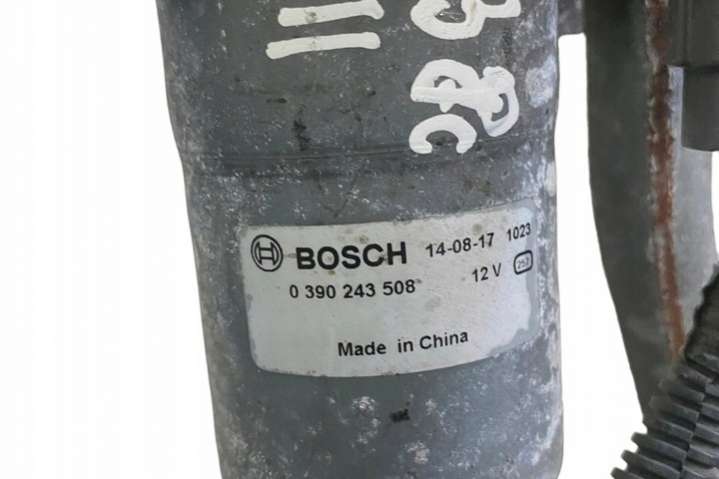 BOSCH 14-08-17 1023
0 390 243 508 12 V
Made in China